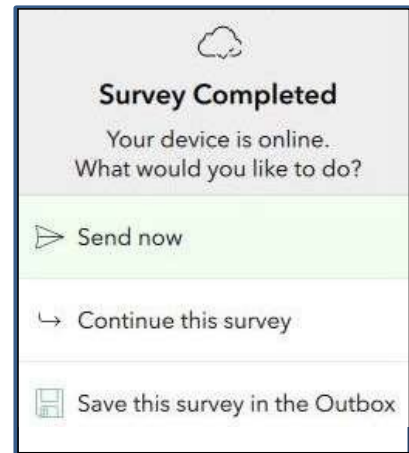 Survey Completed
Your device is online.
What would you like to do?
Send now
Continue this survey
Save this survey in the Outbox